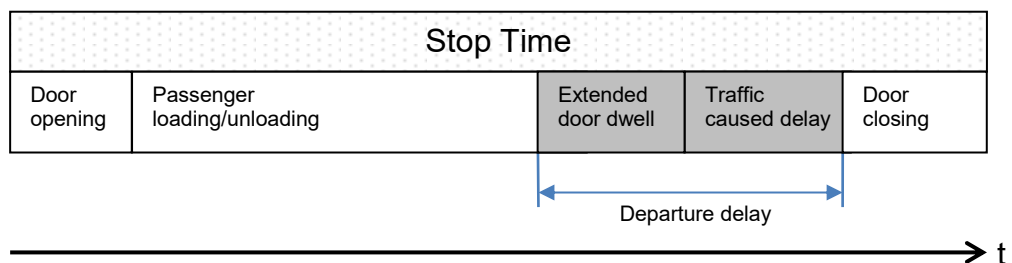 Stop Time
Door
opening
Passenger
loading/unloading
Extended
door dwell
Traffic
caused delay
Door
closing
Departure delay
t